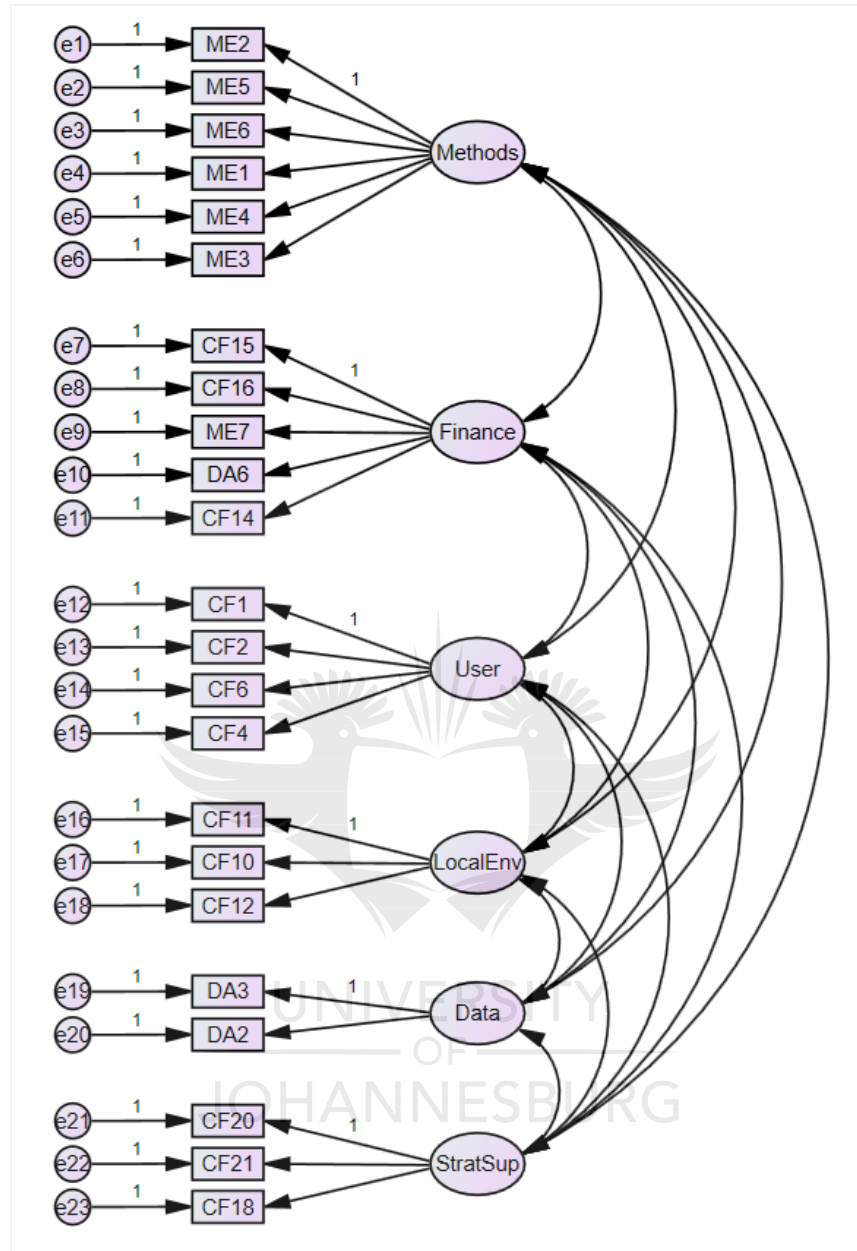 e1 1 ME2
1
e2 1 ME5
e3 1 ME6
Methods
e4 1 ME1
e5 1 ME4
e6 1 ME3
e7 1 CF15
1
e8 1 CF16
e9 1 ME7
Finance
e10 1 DA6
e11 1 CF14
e12 1 CF1
1
e13 1 CF2
User
e14 1 CF6
e15 1 CF4
e16 1 CF11
1
e17 1 CF10
LocalEnv
e18 1 CF12
e19 1 DA3
1
Data
e20 1 DA2
UNIVERSITY
OF
JOHANNESBURG
e21 1 CF20
1
e22 1 CF21
StratSup
e23 1 CF18